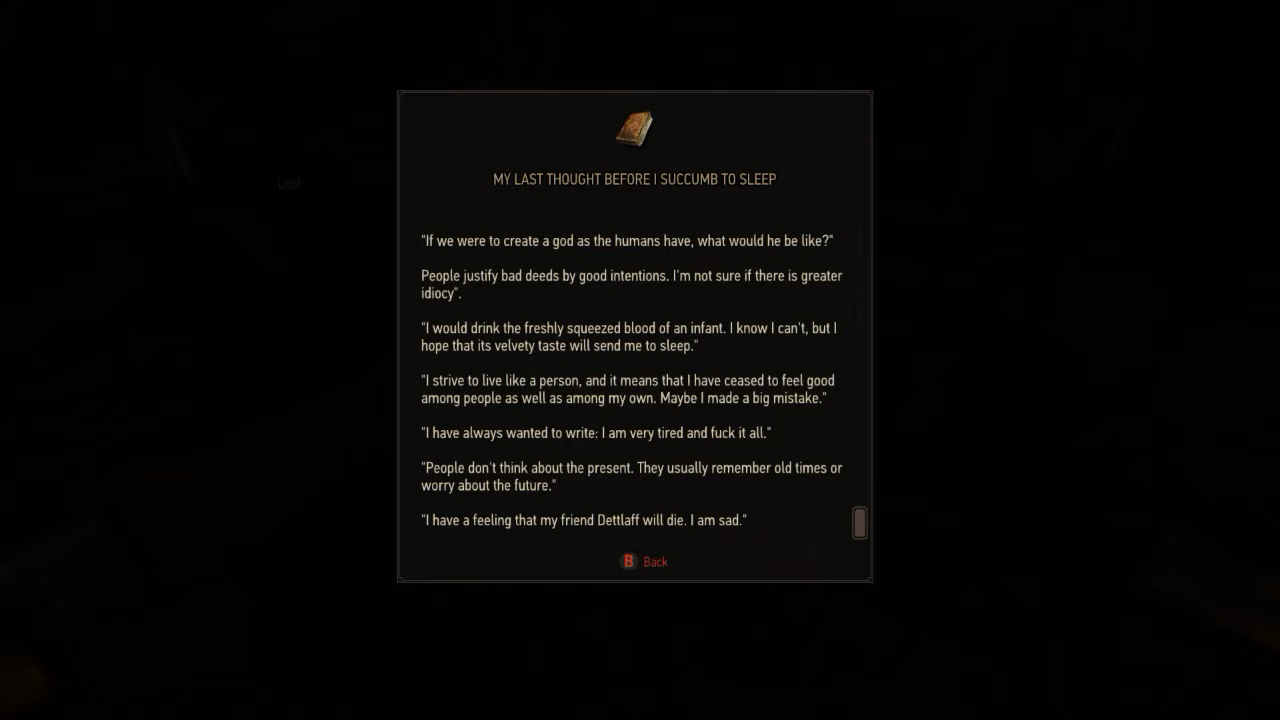 Loot
MY LAST THOUGHT BEFORE I SUCCUMB TO SLEEP
"If we were to create a god as the humans have, what would he be like?"
People justify bad deeds by good intentions. I'm not sure if there is greater
idiocy".
"I would drink the freshly squeezed blood of an infant. I know I can't, but I
hope that its velvety taste will send me to sleep."
"I strive to live like a person, and it means that I have ceased to feel good
among people as well as among my own. Maybe I made a big mistake."
"I have always wanted to write: I am very tired and fuck it all."
"People don't think about the present. They usually remember old times or
worry about the future."
"I have a feeling that my friend Dettlaff will die. I am sad."
B Back